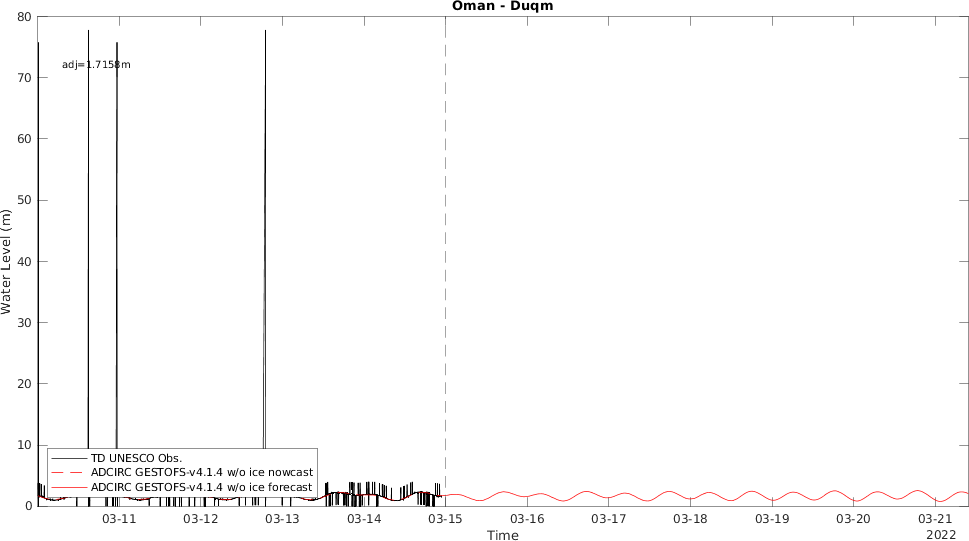 Oman - Duqm
80
70
60
50
40
30
20
10
0
Water Level (m)
adj=1.7158m
TD UNESCO Obs.
ADCIRC GESTOFS-v4.1.4 w/o ice nowcast
ADCIRC GESTOFS-v4.1.4 w/o ice forecast
03-11 03-12 03-13 03-14 03-15 03-16 03-17 03-18 03-19 03-20 03-21
Time
2022